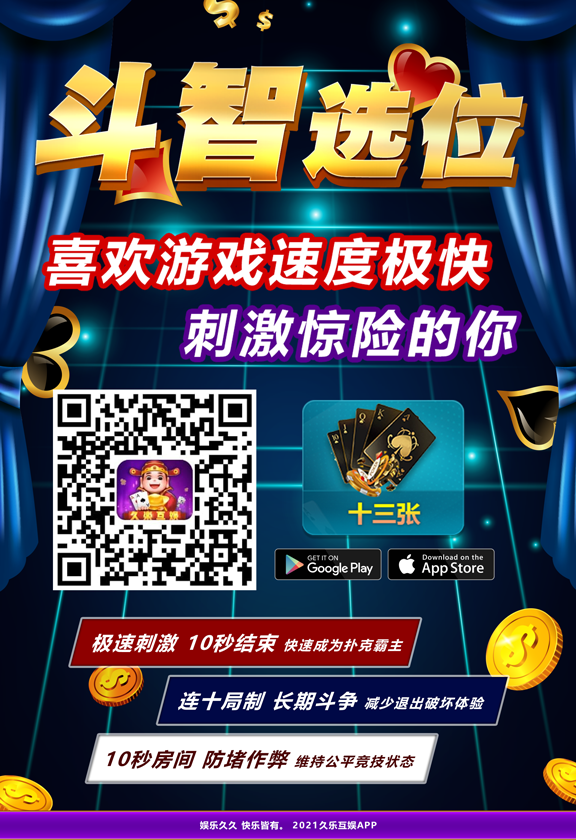 斗智选位
喜欢游戏速度极快
刺激惊险的你
久乐互娱
十三张
GET IT ON
Google Play
Download on the
App Store
极速刺激 10秒结束 快速成为扑克霸主
连十局制 长期斗争 减少退出破坏体验
10秒房间 防堵作弊 维持公平竞技状态
娱乐久久 快乐皆有。 2021久乐互娱APP